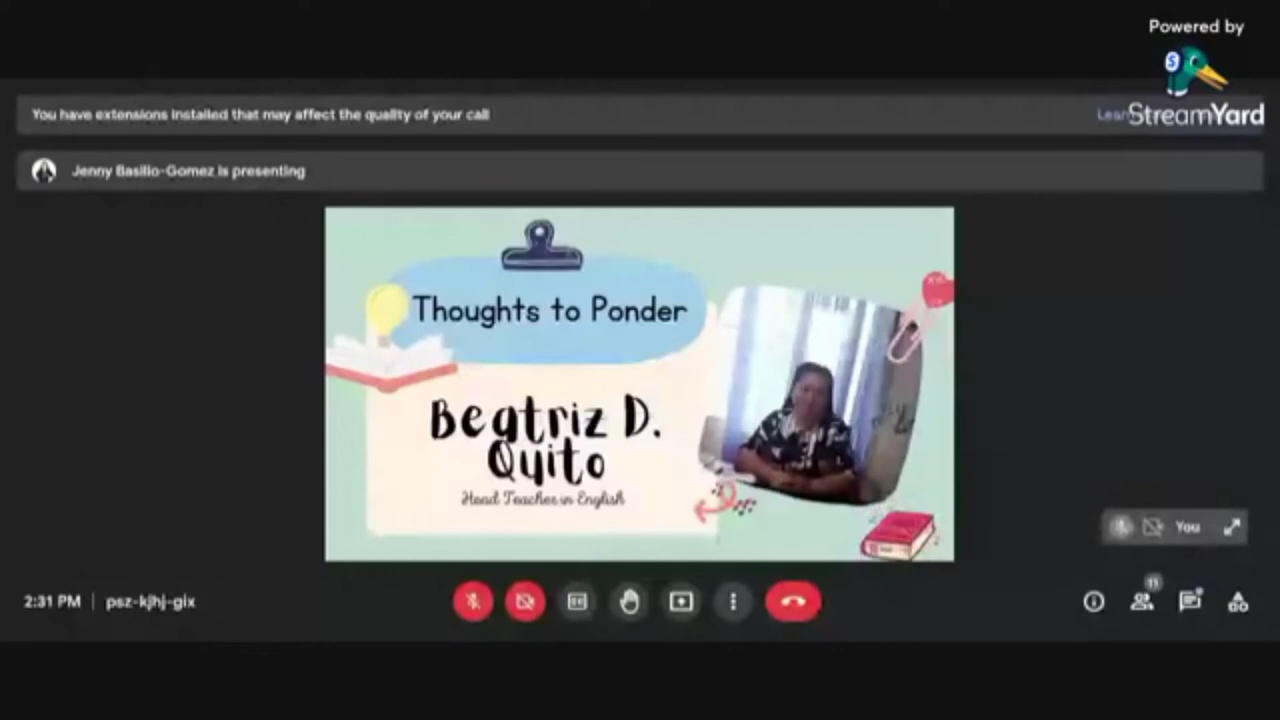 Powered by
StreamYard
You have extensions installed that may affect the quality of your call
Lear
Jenny Basilio-Gomez is presenting
Thoughts to Ponder
Beatriz D.
Quito
Head Teacher in English
You
11
2:31 PM
psz-kjhj-gix